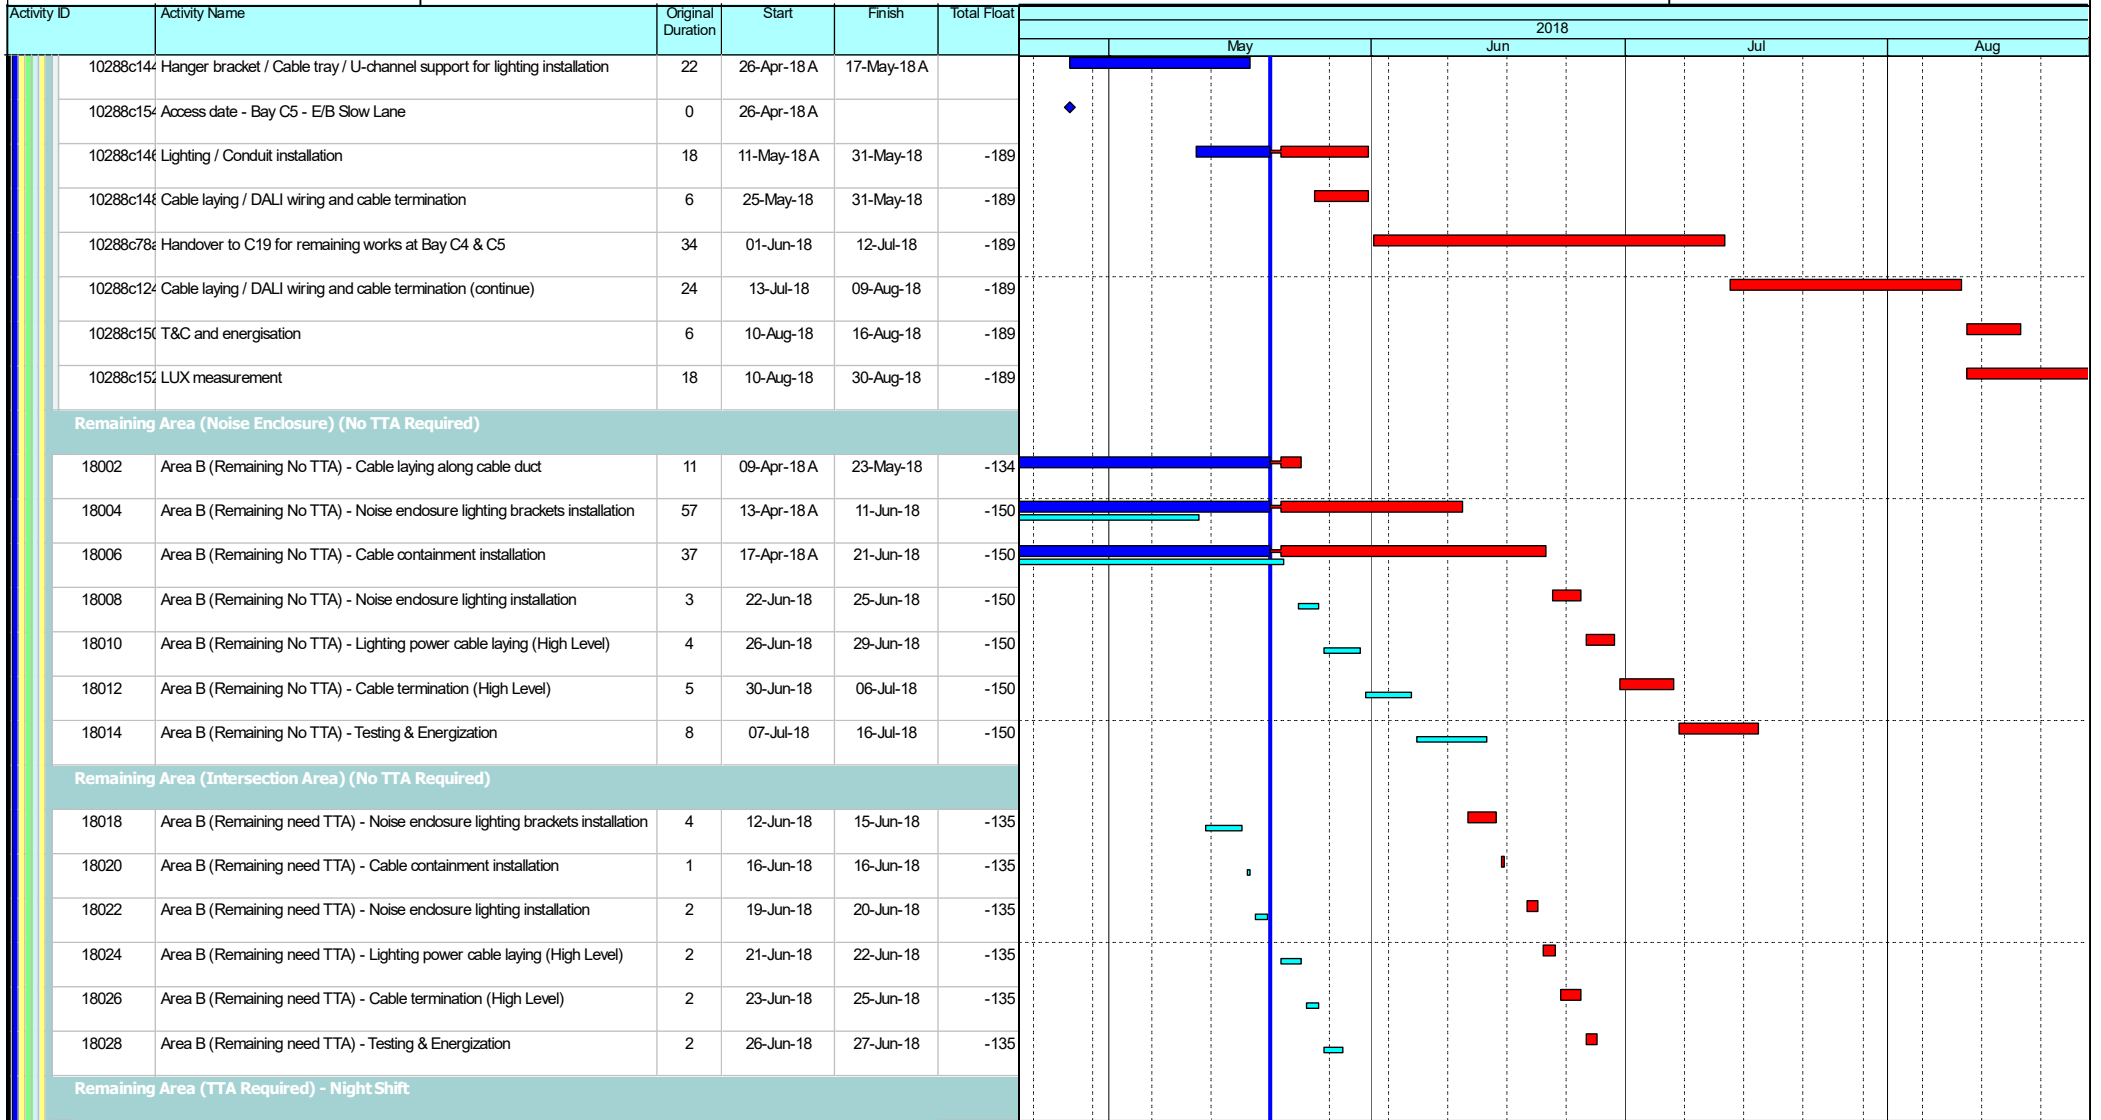 Activity ID Activity Name Original Duration Start Finish Total Float
2018
May Jun Jul Aug
10288c144 Hanger bracket / Cable tray / U-channel support for lighting installation 22 26-Apr-18 A 17-May-18 A
10288c154 Access date - Bay C5 - E/B Slow Lane 0 26-Apr-18 A
10288c146 Lighting / Conduit installation 18 11-May-18 A 31-May-18 -189
10288c148 Cable laying / DALI wiring and cable termination 6 25-May-18 31-May-18 -189
10288c78a Handover to C19 for remaining works at Bay C4 & C5 34 01-Jun-18 12-Jul-18 -189
10288c124 Cable laying / DALI wiring and cable termination (continue) 24 13-Jul-18 09-Aug-18 -189
10288c150 T&C and energisation 6 10-Aug-18 16-Aug-18 -189
10288c152 LUX measurement 18 10-Aug-18 30-Aug-18 -189
Remaining Area (Noise Enclosure) (No TTA Required)
18002 Area B (Remaining No TTA) - Cable laying along cable duct 11 09-Apr-18 A 23-May-18 -134
18004 Area B (Remaining No TTA) - Noise enclosure lighting brackets installation 57 13-Apr-18 A 11-Jun-18 -150
18006 Area B (Remaining No TTA) - Cable containment installation 37 17-Apr-18 A 21-Jun-18 -150
18008 Area B (Remaining No TTA) - Noise enclosure lighting installation 3 22-Jun-18 25-Jun-18 -150
18010 Area B (Remaining No TTA) - Lighting power cable laying (High Level) 4 26-Jun-18 29-Jun-18 -150
18012 Area B (Remaining No TTA) - Cable termination (High Level) 5 30-Jun-18 06-Jul-18 -150
18014 Area B (Remaining No TTA) - Testing & Energization 8 07-Jul-18 16-Jul-18 -150
Remaining Area (Intersection Area) (No TTA Required)
18018 Area B (Remaining need TTA) - Noise enclosure lighting brackets installation 4 12-Jun-18 15-Jun-18 -135
18020 Area B (Remaining need TTA) - Cable containment installation 1 16-Jun-18 16-Jun-18 -135
18022 Area B (Remaining need TTA) - Noise enclosure lighting installation 2 19-Jun-18 20-Jun-18 -135
18024 Area B (Remaining need TTA) - Lighting power cable laying (High Level) 2 21-Jun-18 22-Jun-18 -135
18026 Area B (Remaining need TTA) - Cable termination (High Level) 2 23-Jun-18 25-Jun-18 -135
18028 Area B (Remaining need TTA) - Testing & Energization 2 26-Jun-18 27-Jun-18 -135
Remaining Area (TTA Required) - Night Shift